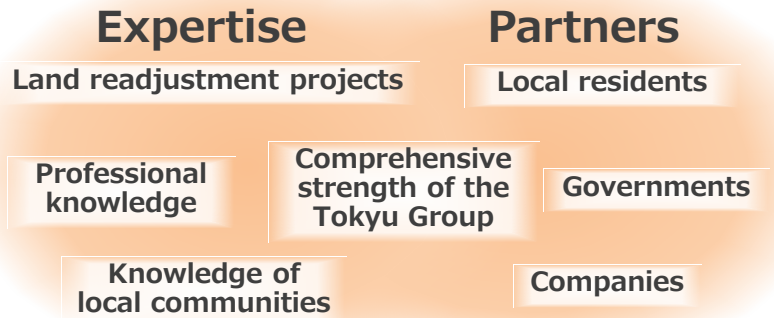 Expertise
Partners
Land readjustment projects
Local residents
Professional
knowledge
Comprehensive
strength of the
Tokyu Group
Governments
Knowledge of
local communities
Companies